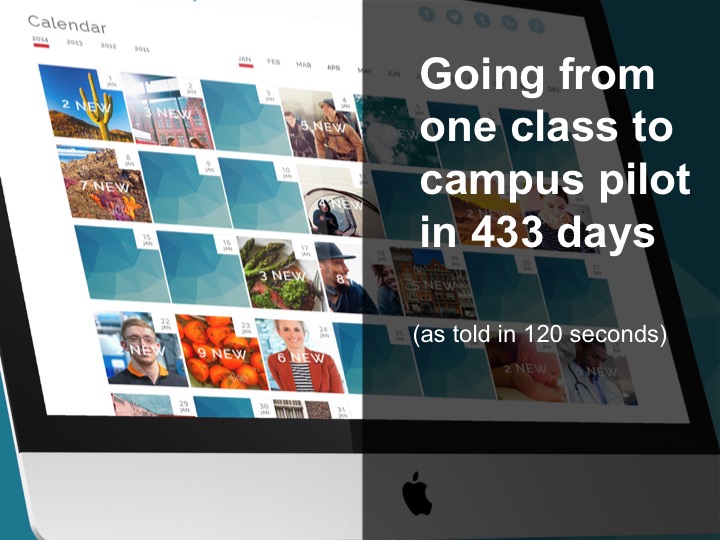 Calendar
2014 2013 2012 2011
JAN FEB MAR APR MAY JUN
1 JAN
2 NEW
2 JAN
3 NEW
3 JAN
4
5 NEW
8 JAN
7 NEW
9 JAN
10 JAN
4 NEW
15 JAN
16 JAN
17 JAN
3 NEW
8
5 NEW
22 JAN
NEW
23 JAN
9 NEW
24 JAN
6 NEW
25
2 NEW
5 NEW
29 JAN
30 JAN
31 JAN
Going from
one class to
campus pilot
in 433 days
(as told in 120 seconds)